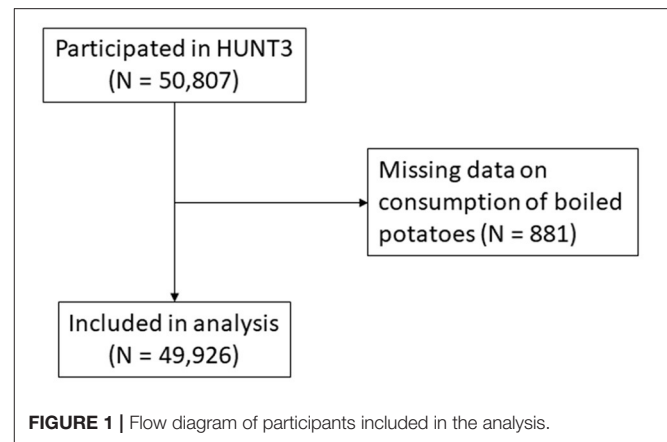 Participated in HUNT3
(N = 50,807)
Missing data on
consumption of boiled
potatoes (N = 881)
Included in analysis
(N = 49,926)
FIGURE 1 | Flow diagram of participants included in the analysis.